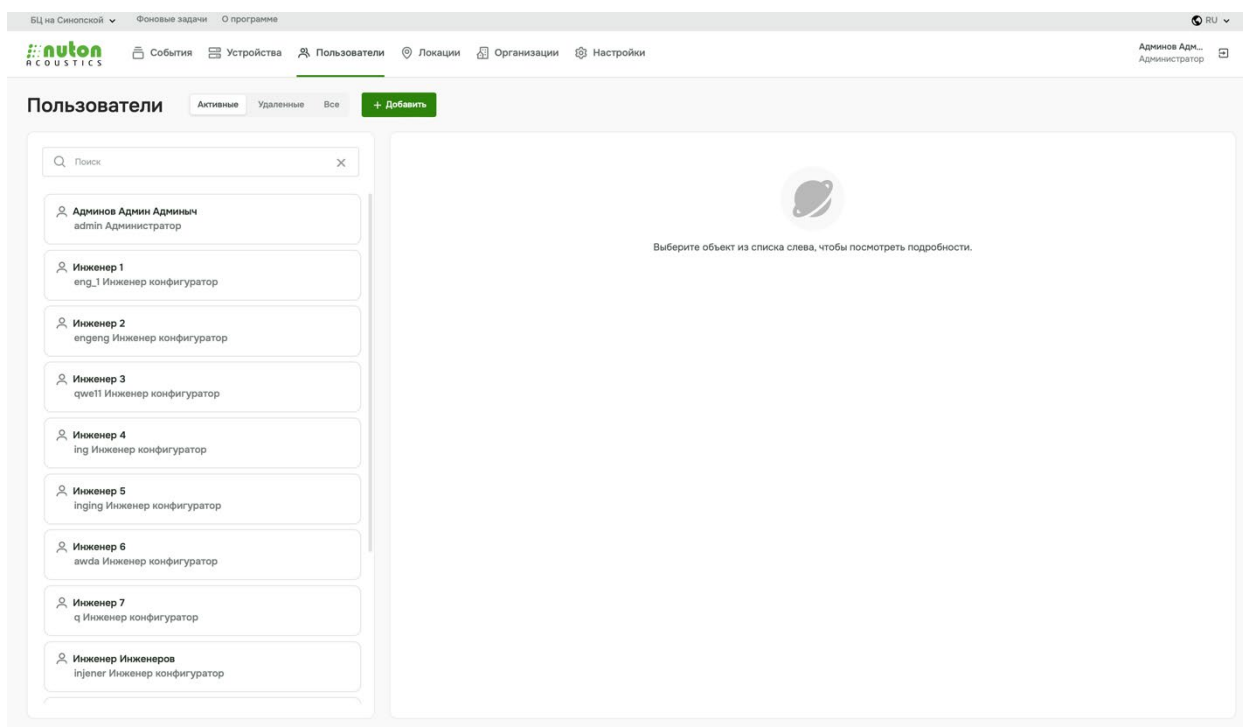 БЦ на Синопской Фоновые задачи О программе RU
nuton События Устройства Пользователи Локации Организации Настройки Админов Адм...
ACOUSTICS Администратор
Пользователи Активные Удаленные Все + Добавить
Поиск
Админов Админ Админыч
admin Администратор
Выберите объект из списка слева, чтобы посмотреть подробности.
Инженер 1
eng_1 Инженер конфигуратор
Инженер 2
engeng Инженер конфигуратор
Инженер 3
qwe11 Инженер конфигуратор
Инженер 4
ing Инженер конфигуратор
Инженер 5
inging Инженер конфигуратор
Инженер 6
awda Инженер конфигуратор
Инженер 7
q Инженер конфигуратор
Инженер Инженеров
injener Инженер конфигуратор